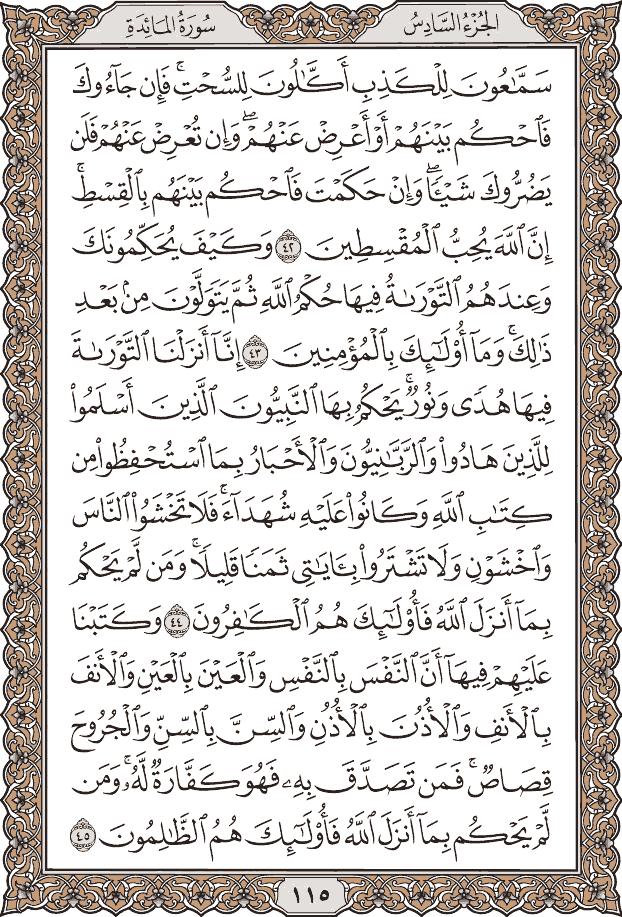 الجُزْءُ السَّادِسُ
سُورَةُ المَائِدَةِ
سَمَّٰعُونَ لِلْكَذِبِ أَكَّٰلُونَ لِلسُّحْتِۚ فَإِن جَآءُوكَ
فَٱحْكُم بَيْنَهُمْ أَوْ أَعْرِضْ عَنْهُمْۖ وَإِن تُعْرِضْ عَنْهُمْ فَلَن
يَضُرُّوكَ شَيْـًٔاۖ وَإِنْ حَكَمْتَ فَٱحْكُم بَيْنَهُم بِٱلْقِسْطِۚ
إِنَّ ٱللَّهَ يُحِبُّ ٱلْمُقْسِطِينَ ٤٢ وَكَيْفَ يُحَكِّمُونَكَ
وَعِندَهُمُ ٱلتَّوْرَىٰةُ فِيهَا حُكْمُ ٱللَّهِ ثُمَّ يَتَوَلَّوْنَ مِنۢ بَعْدِ
ذَٰلِكَۚ وَمَآ أُو۟لَٰٓئِكَ بِٱلْمُؤْمِنِينَ ٤٣ إِنَّآ أَنزَلْنَا ٱلتَّوْرَىٰةَ
فِيهَا هُدًى وَنُورٌۚ يَحْكُمُ بِهَا ٱلنَّبِيُّونَ ٱلَّذِينَ أَسْلَمُوا۟
لِلَّذِينَ هَادُوا۟ وَٱلرَّبَّٰنِيُّونَ وَٱلْأَحْبَارُ بِمَا ٱسْتُحْفِظُوا۟ مِن
كِتَٰبِ ٱللَّهِ وَكَانُوا۟ عَلَيْهِ شُهَدَآءَۚ فَلَا تَخْشَوُا۟ ٱلنَّاسَ
وَٱخْشَوْنِ وَلَا تَشْتَرُوا۟ بِـَٔايَٰتِى ثَمَنًا قَلِيلًاۚ وَمَن لَّمْ يَحْكُم
بِمَآ أَنزَلَ ٱللَّهُ فَأُو۟لَٰٓئِكَ هُمُ ٱلْكَٰفِرُونَ ٤٤ وَكَتَبْنَا
عَلَيْهِمْ فِيهَآ أَنَّ ٱلنَّفْسَ بِٱلنَّفْسِ وَٱلْعَيْنَ بِٱلْعَيْنِ وَٱلْأَنفَ
بِٱلْأَنفِ وَٱلْأُذُنَ بِٱلْأُذُنِ وَٱلسِّنَّ بِٱلسِّنِّ وَٱلْجُرُوحَ
قِصَاصٌۚ فَمَن تَصَدَّقَ بِهِۦ فَهُوَ كَفَّارَةٌ لَّهُۥۚ وَمَن
لَّمْ يَحْكُم بِمَآ أَنزَلَ ٱللَّهُ فَأُو۟لَٰٓئِكَ هُمُ ٱلظَّٰلِمُونَ ٤٥
١١٥